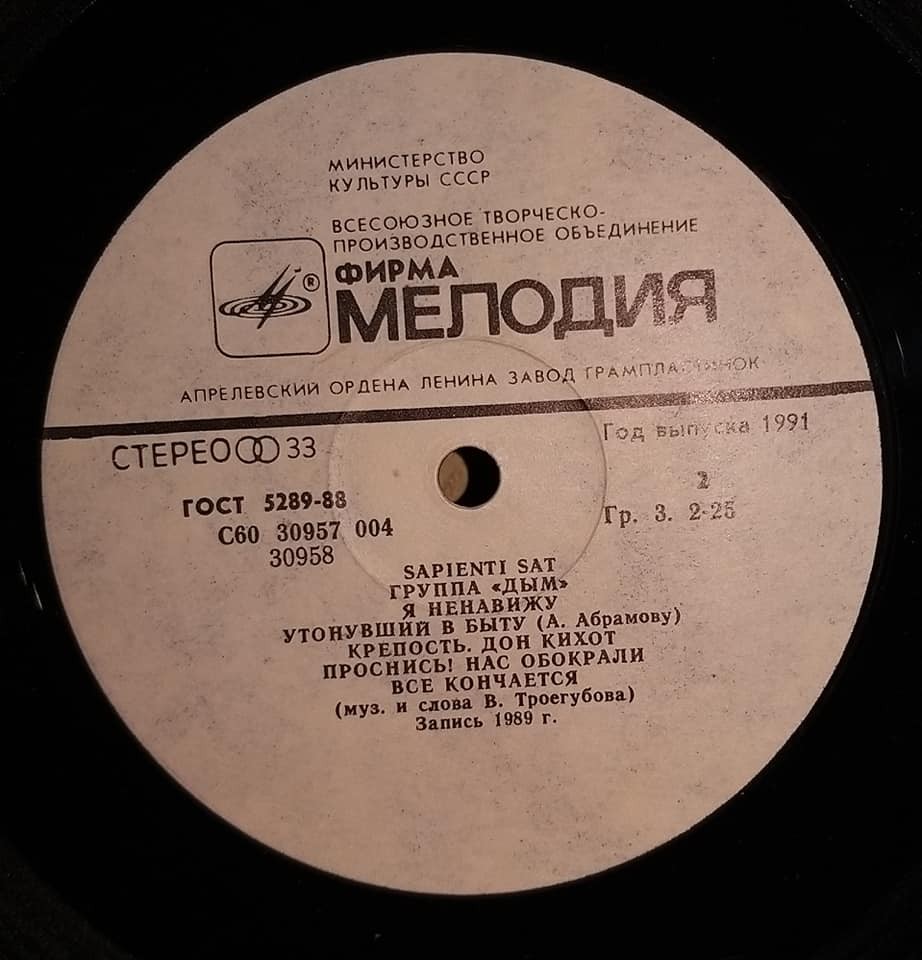 МИНИСТЕРСТВО
КУЛЬТУРЫ СССР
ВСЕСОЮЗНОЕ ТВОРЧЕСКО-
ПРОИЗВОДСТВЕННОЕ ОБЪЕДИНЕНИЕ
®
ФИРМА
МЕЛОДИЯ
АПРЕЛЕВСКИЙ ОРДЕНА ЛЕНИНА ЗАВОД ГРАМПЛАСТИНОК
СТЕРЕО 33
Год выпуска 1991
ГОСТ 5289-88
2
С60 30957 004
Гр. 3. 2-25
30958
SAPIENTI SAT
ГРУППА «ДЫМ»
Я НЕНАВИЖУ
УТОНУВШИЙ В БЫТУ (А. Абрамову)
КРЕПОСТЬ. ДОН КИХОТ
ПРОСНИСЬ! НАС ОБОКРАЛИ
ВСЕ КОНЧАЕТСЯ
(муз. и слова В. Троегубова)
Запись 1989 г.